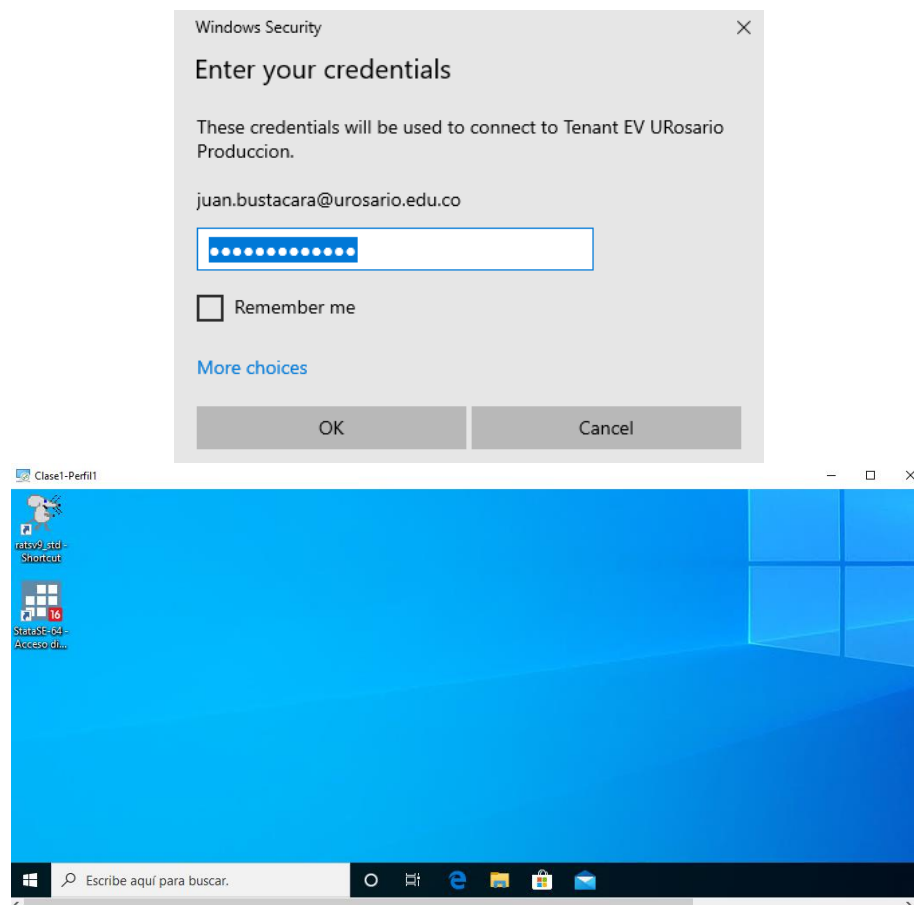 Windows Security
Enter your credentials
These credentials will be used to connect to Tenant EV URosario
Produccion.
juan.bustacara@urosario.edu.co
●●●●●●●●●●●●●
Remember me
More choices
OK
Cancel
Clase1-Perfil1
ratsv9_std -
Shortcut
16
StataSE-64 -
Acceso di...
Escribe aquí para buscar.